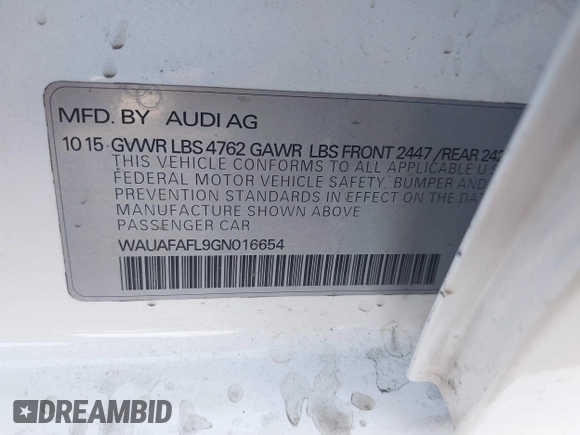 MFD. BY AUDI AG
10 15 GVWR LBS 4762 GAWR LBS FRONT 2447 /REAR 242
THIS VEHICLE CONFORMS TO ALL APPLICABLE U.S
FEDERAL MOTOR VEHICLE SAFETY, BUMPER AND
PREVENTION STANDARDS IN EFFECT ON THE DAT
MANUFACTURE SHOWN ABOVE
PASSENGER CAR
WAUAFAFL9GN016654
DREAMBID